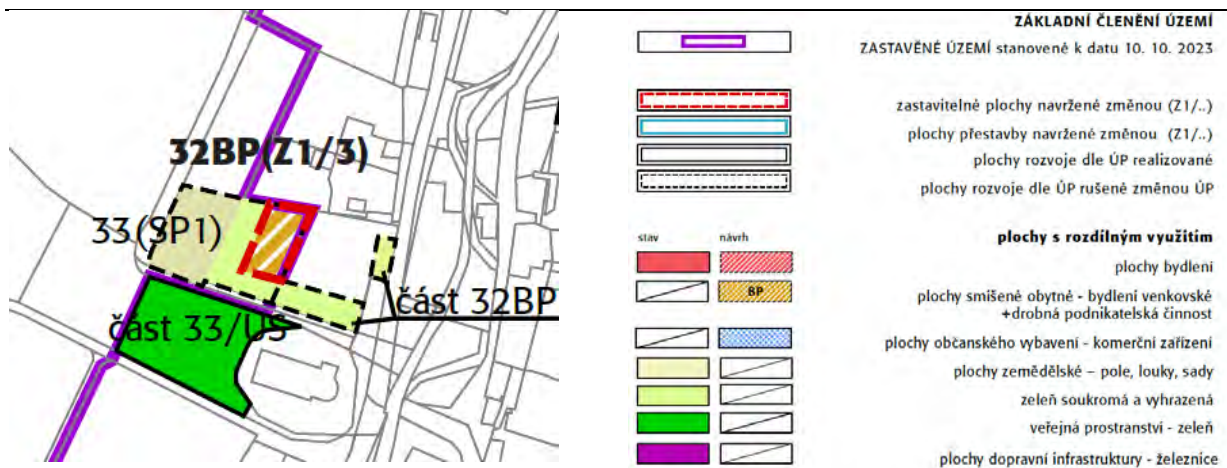 32BP(Z1/3)
33(SP1)
část 32BP
část 33/US
ZÁKLADNÍ ČLENĚNÍ ÚZEMÍ
ZASTAVĚNÉ ÚZEMÍ stanovené k datu 10. 10. 2023
zastavitelné plochy navržené změnou (Z1/..)
plochy přestavby navržené změnou (Z1/..)
plochy rozvoje dle ÚP realizované
plochy rozvoje dle ÚP rušené změnou ÚP
stav návrh plochy s rozdílným využitím
plochy bydlení
BP plochy smíšené obytné - bydlení venkovské
+drobná podnikatelská činnost
plochy občanského vybavení - komerční zařízení
plochy zemědělské – pole, louky, sady
zeleň soukromá a vyhrazená
veřejná prostranství - zeleň
plochy dopravní infrastruktury - železnice